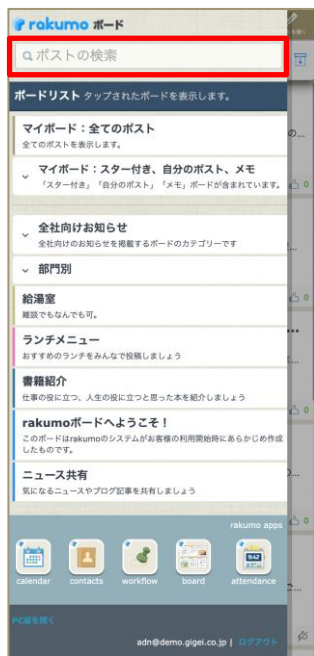 rakumo ボード
ポストの検索
ボードリスト タップされたボードを表示します。
マイボード：全てのポスト
全てのポストを表示します。
マイボード：スター付き、自分のポスト、メモ
「スター付き」「自分のポスト」「メモ」ボードが含まれています。
全社向けお知らせ
全社向けのお知らせを掲載するボードのカテゴリーです
部門別
給湯室
雑談でもなんでも可。
ランチメニュー
おすすめのランチをみんなで投稿しましょう
書籍紹介
仕事の役に立つ、人生の役に立つと思った本を紹介しましょう
rakumoボードへようこそ！
このボードはrakumoのシステムがお客様の利用開始時にあらかじめ作成
したものです。
ニュース共有
気になるニュースやブログ記事を共有しましょう
rakumo apps
9:42
calendar contacts workflow board attendance
PC版を開く
adn@demo.gigei.co.jp | ログアウト
の...
0
0
0
0